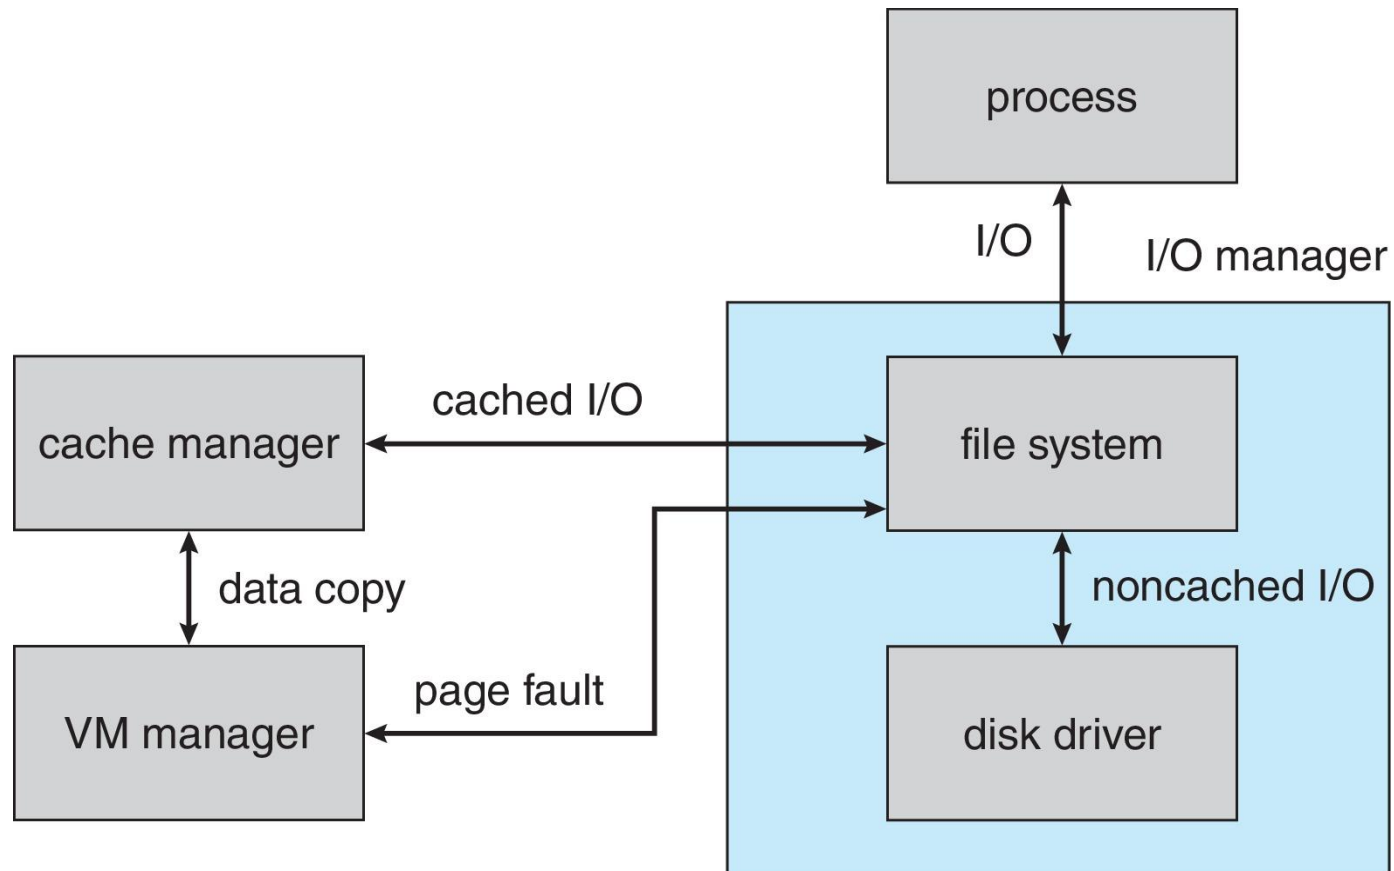 process
I/O
I/O manager
cached I/O
cache manager
file system
data copy
noncached I/O
page fault
VM manager
disk driver